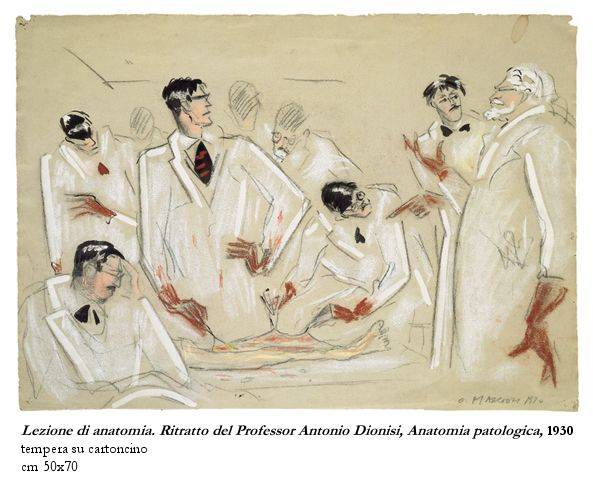 Lezione di anatomia. Ritratto del Professor Antonio Dionisi, Anatomia patologica, 1930
tempera su cartoncino
cm 50x70